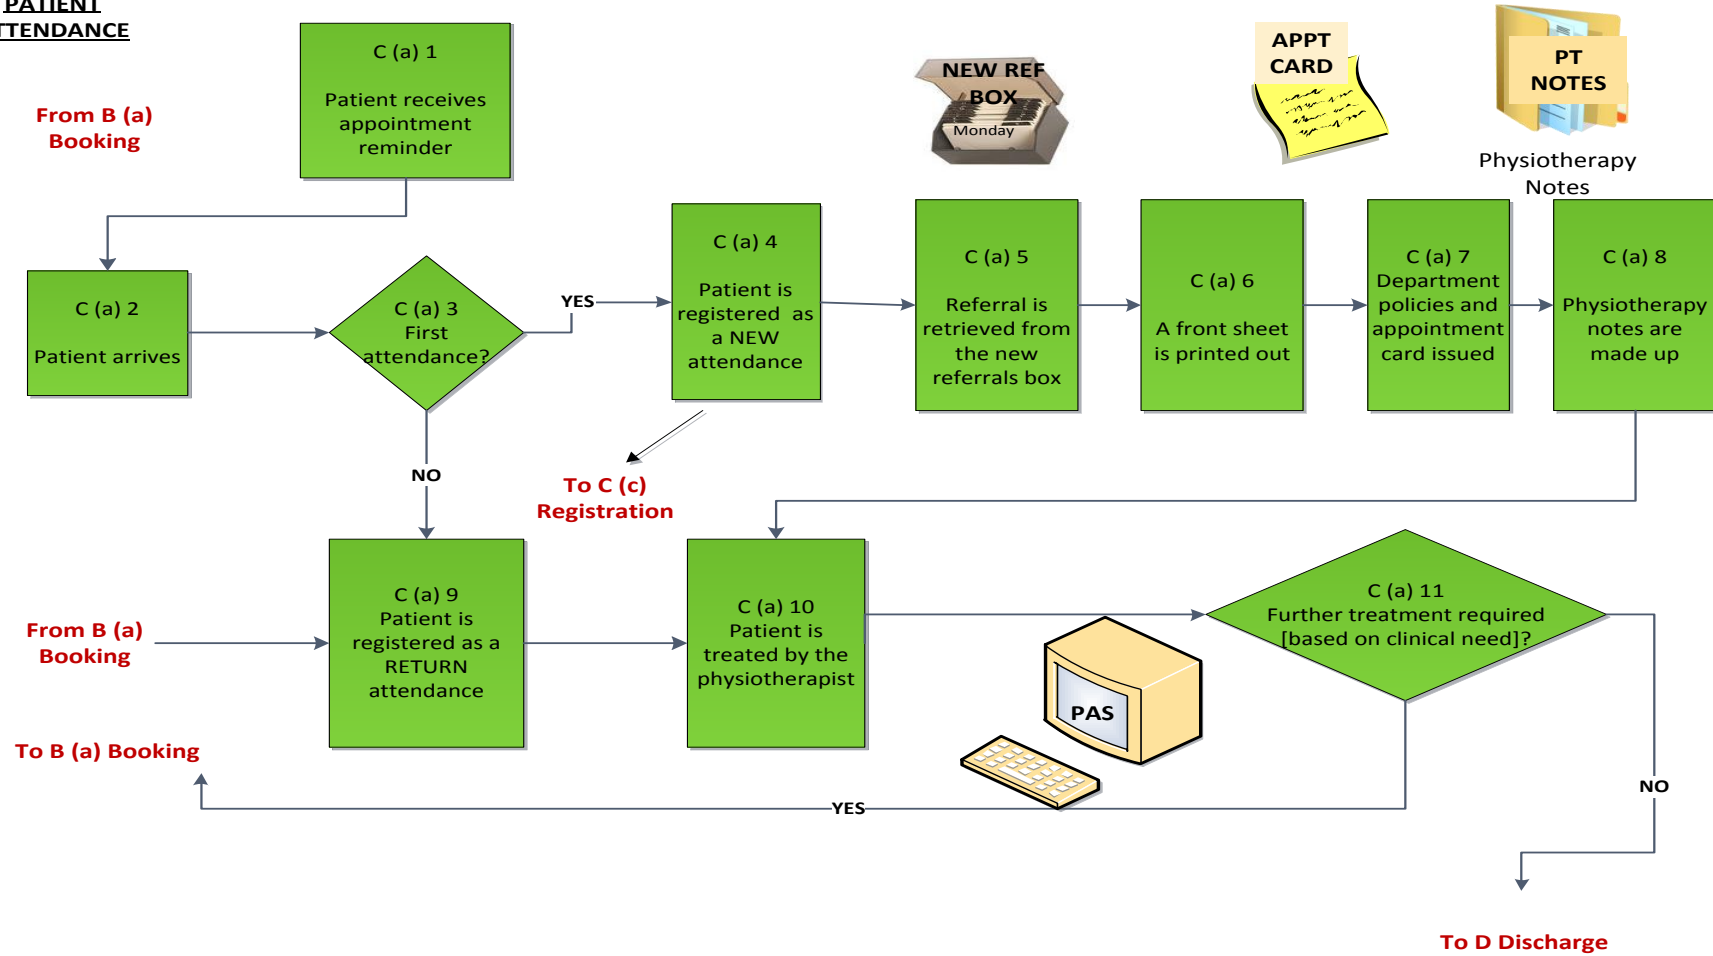 PATIENT
TTENDANCE
C (a) 1
Patient receives
appointment
reminder
From B (a)
Booking
NEW REF
BOX
Monday
APPT
CARD
PT
NOTES
Physiotherapy
Notes
C (a) 2
Patient arrives
C (a) 3
First
attendance?
YES
C (a) 4
Patient is
registered as
a NEW
attendance
C (a) 5
Referral is
retrieved from
the new
referrals box
C (a) 6
A front sheet
is printed out
C (a) 7
Department
policies and
appointment
card issued
C (a) 8
Physiotherapy
notes are
made up
NO
To C (c)
Registration
From B (a)
Booking
C (a) 9
Patient is
registered as a
RETURN
attendance
C (a) 10
Patient is
treated by the
physiotherapist
PAS
C (a) 11
Further treatment required
[based on clinical need]?
To B (a) Booking
YES
NO
To D Discharge